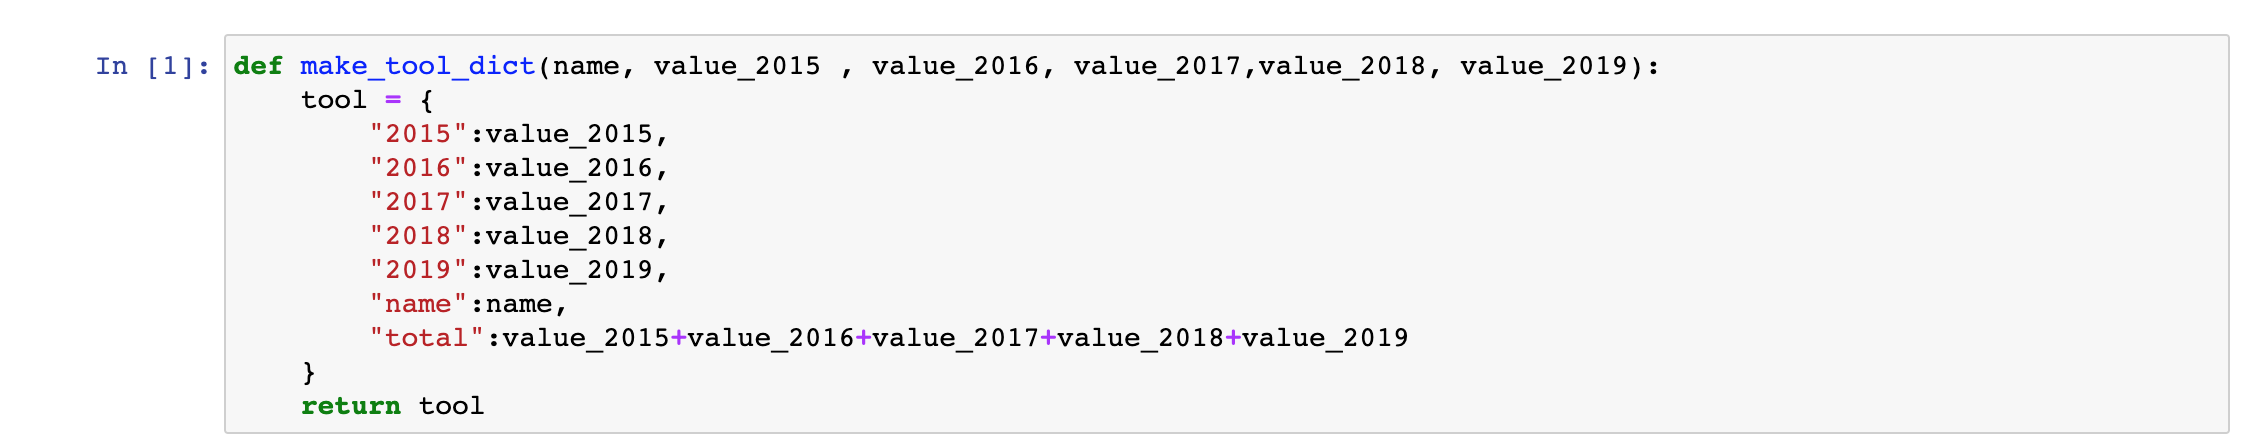 In [1]: def make_tool_dict(name, value_2015 , value_2016, value_2017,value_2018, value_2019):
    tool = {
        "2015":value_2015,
        "2016":value_2016,
        "2017":value_2017,
        "2018":value_2018,
        "2019":value_2019,
        "name":name,
        "total":value_2015+value_2016+value_2017+value_2018+value_2019
    }
    return tool